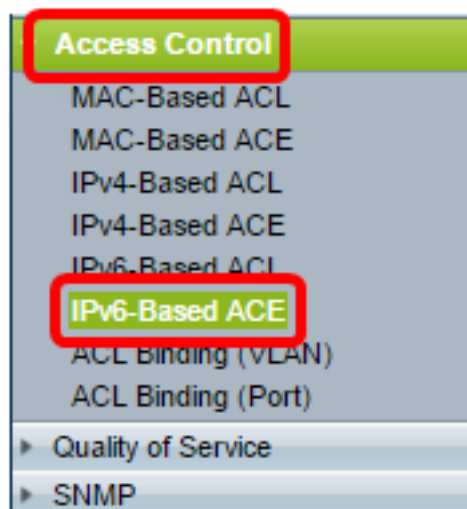 Access Control
MAC-Based ACL
MAC-Based ACE
IPv4-Based ACL
IPv4-Based ACE
IPv6-Based ACL
IPv6-Based ACE
ACL Binding (VLAN)
ACL Binding (Port)
Quality of Service
SNMP